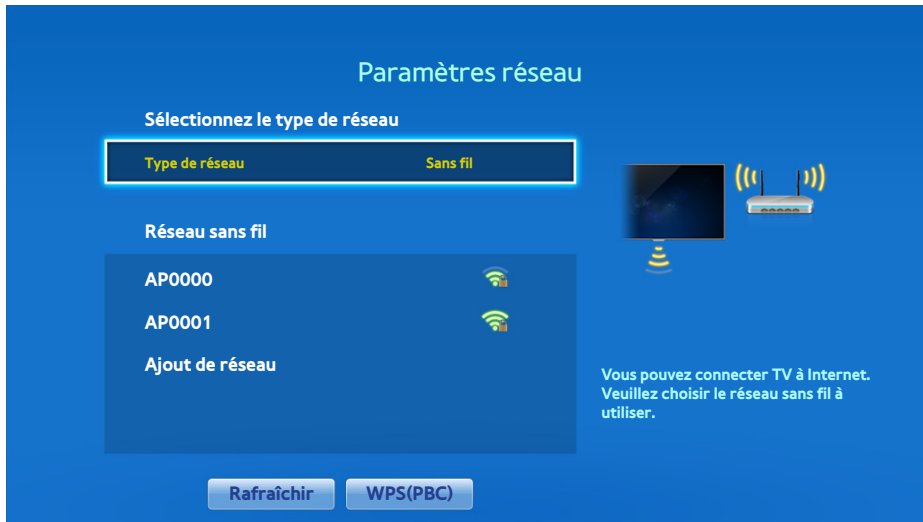 Paramètres réseau
Sélectionnez le type de réseau
Type de réseau Sans fil
Réseau sans fil
AP0000
AP0001
Ajout de réseau
Vous pouvez connecter TV à Internet.
Veuillez choisir le réseau sans fil à
utiliser.
Rafraîchir WPS(PBC)